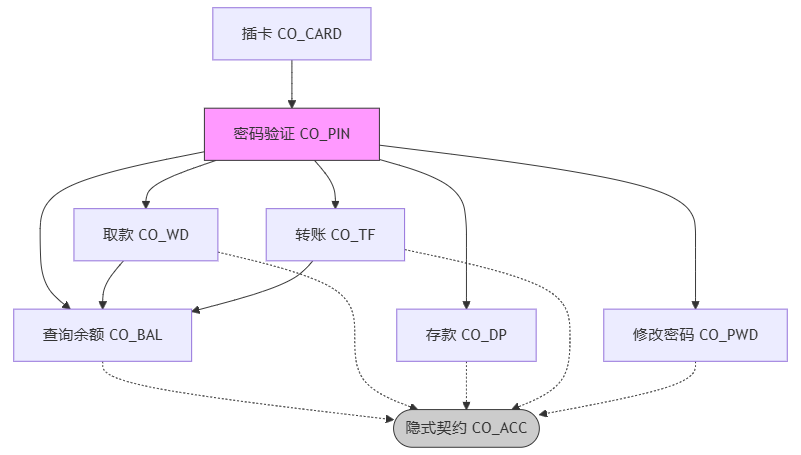 插卡 CO_CARD
密码验证 CO_PIN
取款 CO_WD
转账 CO_TF
查询余额 CO_BAL
存款 CO_DP
修改密码 CO_PWD
隐式契约 CO_ACC